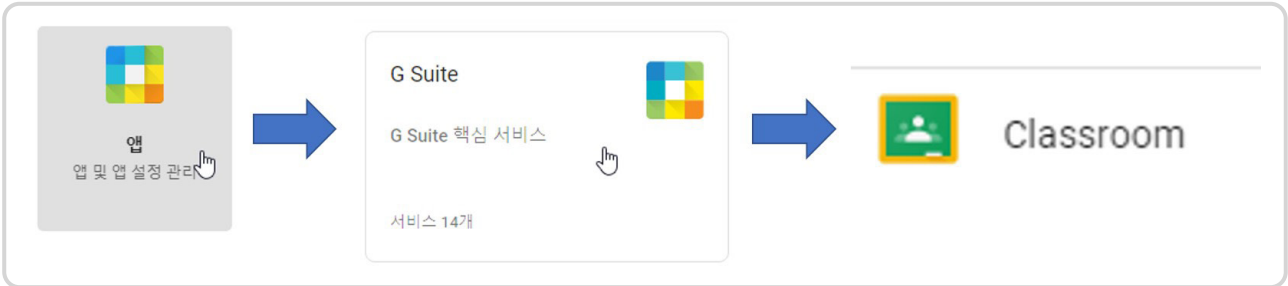 앱
앱 및 앱 설정 관리
G Suite
G Suite 핵심 서비스
서비스 14개
Classroom